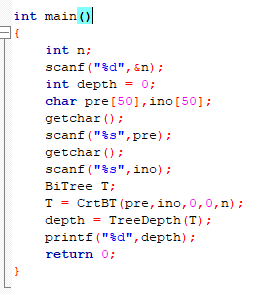 int main()
{
int n;
scanf("%d",&n);
int depth = 0;
char pre[50],ino[50];
getchar();
scanf("%s",pre);
getchar();
scanf("%s",ino);
BiTree T;
T = CrtBT(pre,ino,0,0,n);
depth = TreeDepth(T);
printf("%d",depth);
return 0;
}